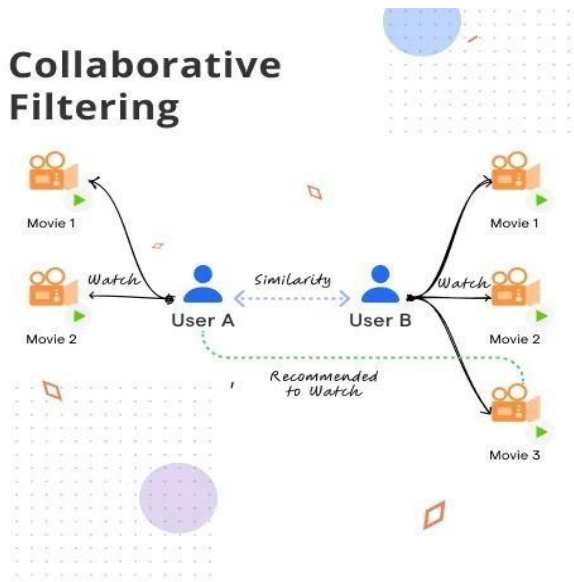 Collaborative
Filtering
Movie 1
Movie 1
Watch
Similarity
Watch
User A
User B
Movie 2
Movie 2
Recommended
to Watch
Movie 3